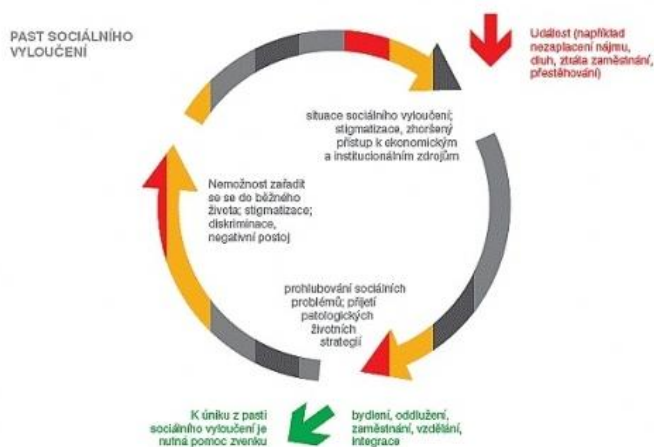 PAST SOCIÁLNÍHO
VYLOUČENÍ
Událost (například
nezaplacení nájmu,
dluh, ztráta zaměstnání,
přestěhování)
situace sociálního vyloučení;
stigmatizace, zhoršený
přístup k ekonomickým
a institucionálním zdrojům
Nemožnost zařadit
se se do běžného
života; stigmatizace;
diskriminace,
negativní postoj
prohlubování sociálních
problémů; přijetí
patologických
životních
strategií
K úniku z pasti
sociálního vyloučení je
nutná pomoc zvenku
bydlení, oddlužení,
zaměstnání, vzdělání,
integrace